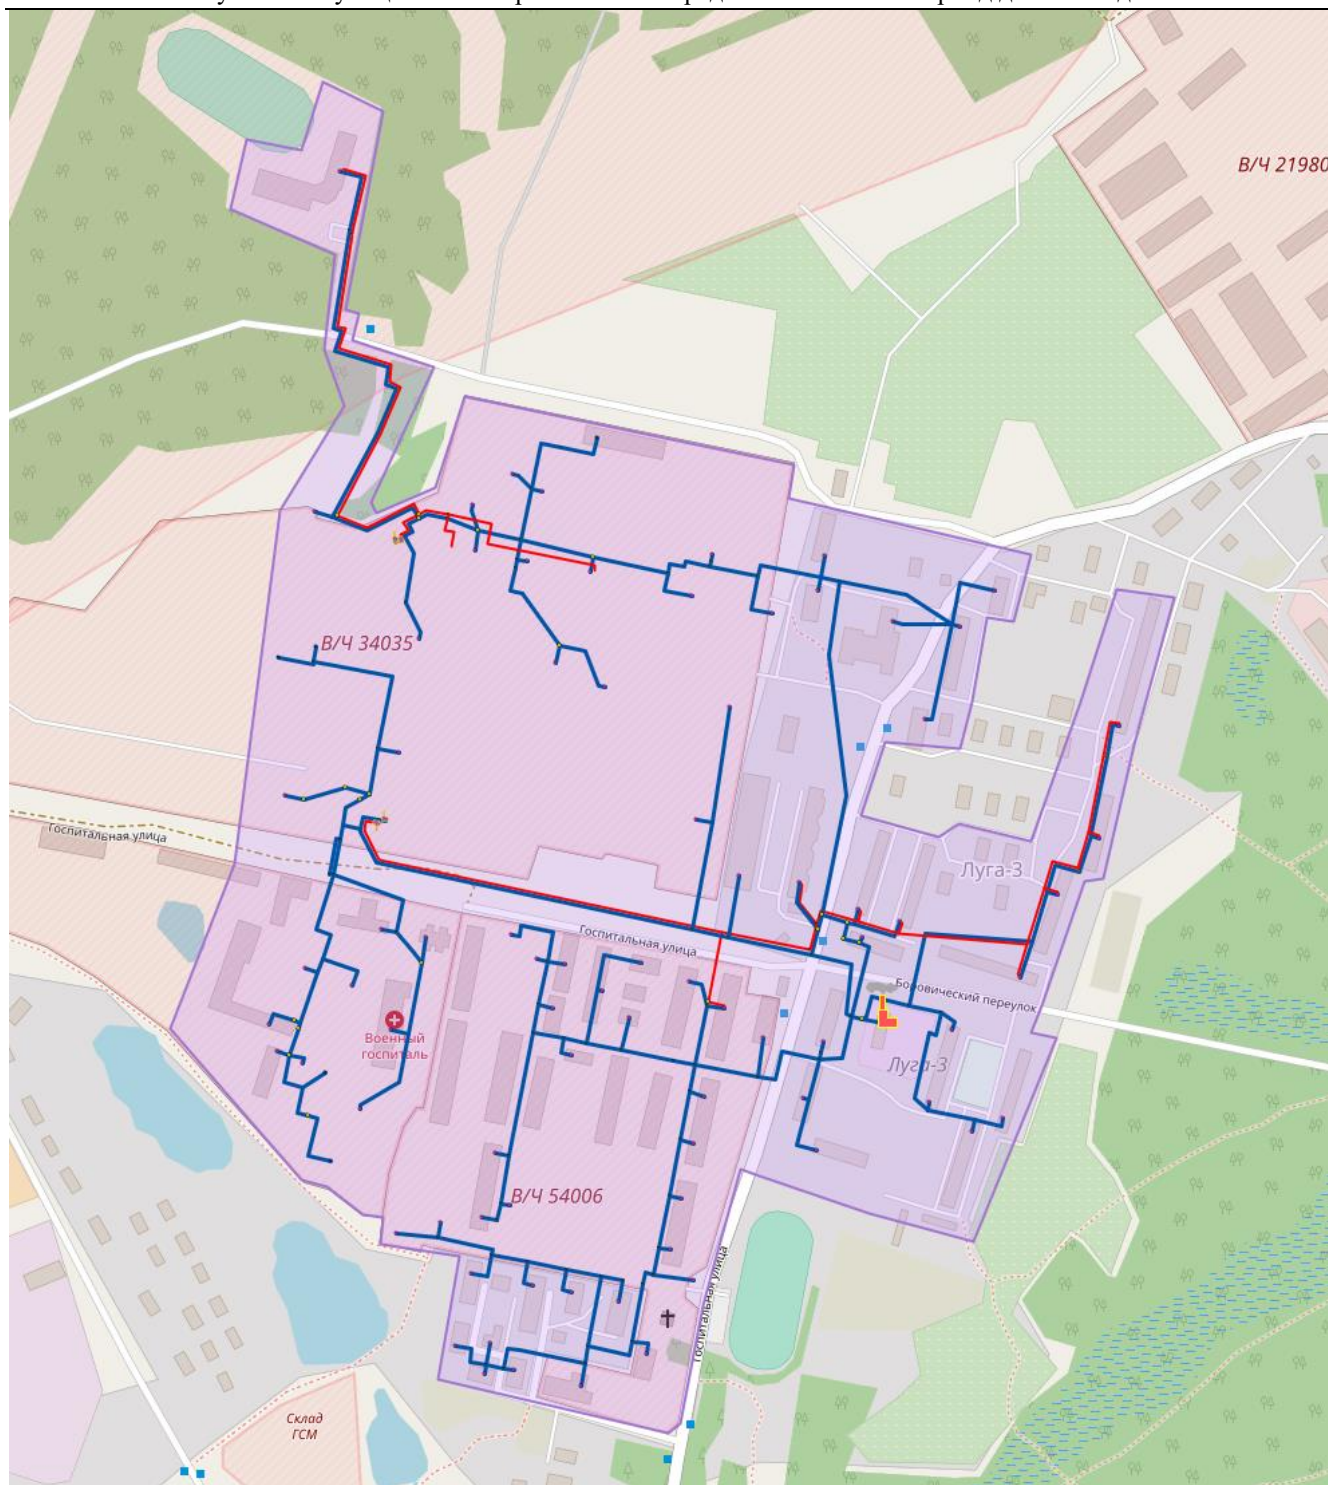 В/Ч 21980
В/Ч 34035
Госпитальная улица
Луга-3
Госпитальная улица
Боровический переулок
Военный
госпиталь
Луга-3
В/Ч 54006
Госпитальная улица
Склад
ГСМ